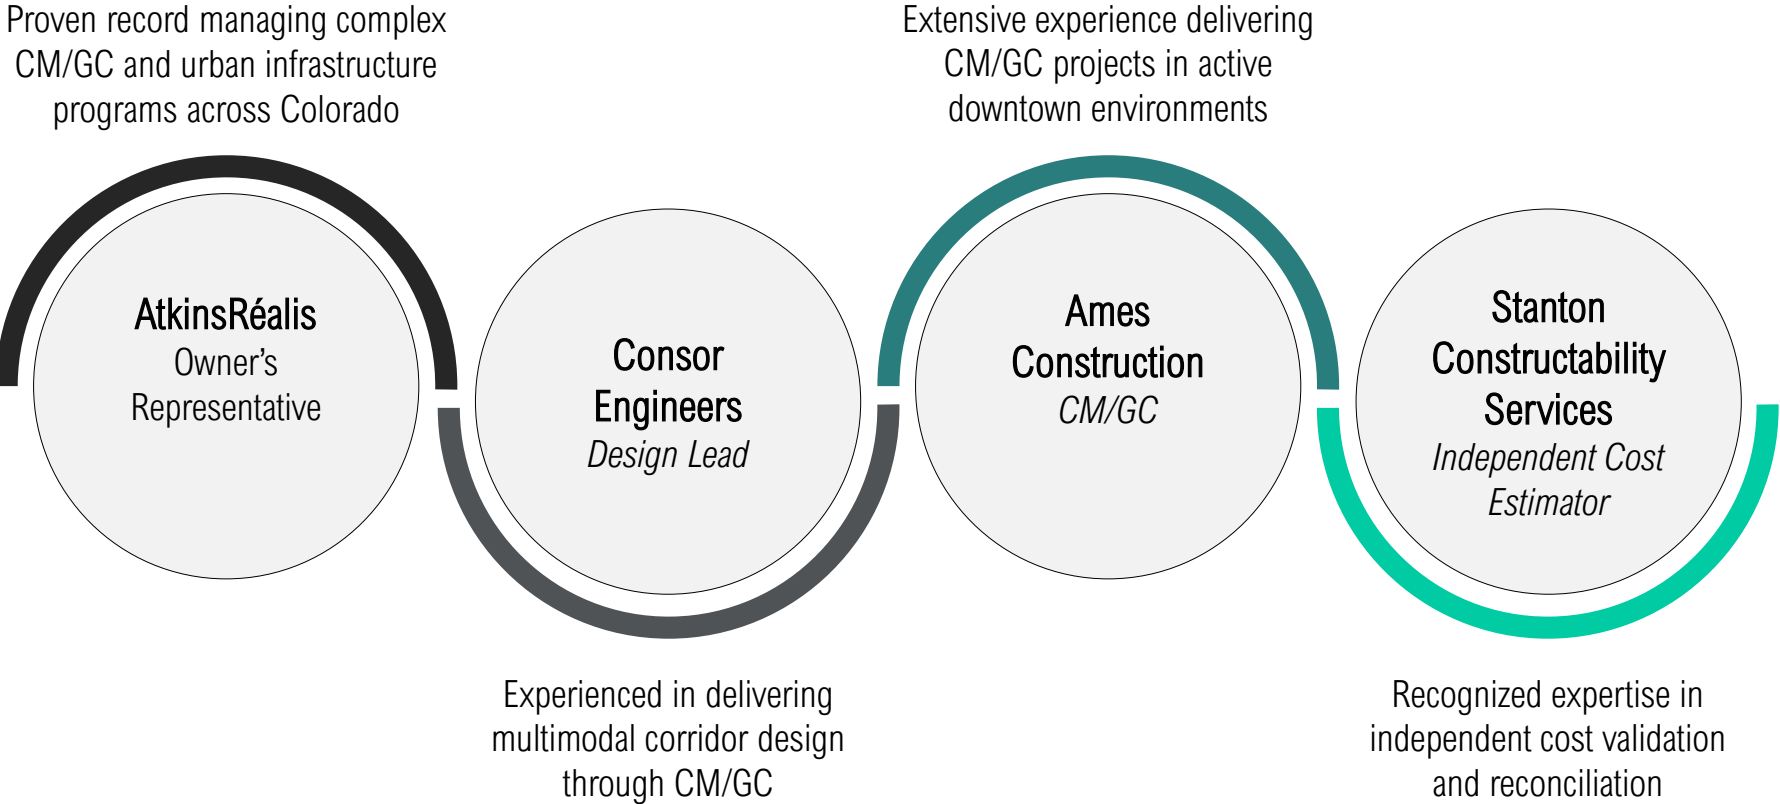 Proven record managing complex
CM/GC and urban infrastructure
programs across Colorado
AtkinsRéalis
Owner’s
Representative
Consor
Engineers
Design Lead
Experienced in delivering
multimodal corridor design
through CM/GC
Extensive experience delivering
CM/GC projects in active
downtown environments
Ames
Construction
CM/GC
Stanton
Constructability
Services
Independent Cost
Estimator
Recognized expertise in
independent cost validation
and reconciliation